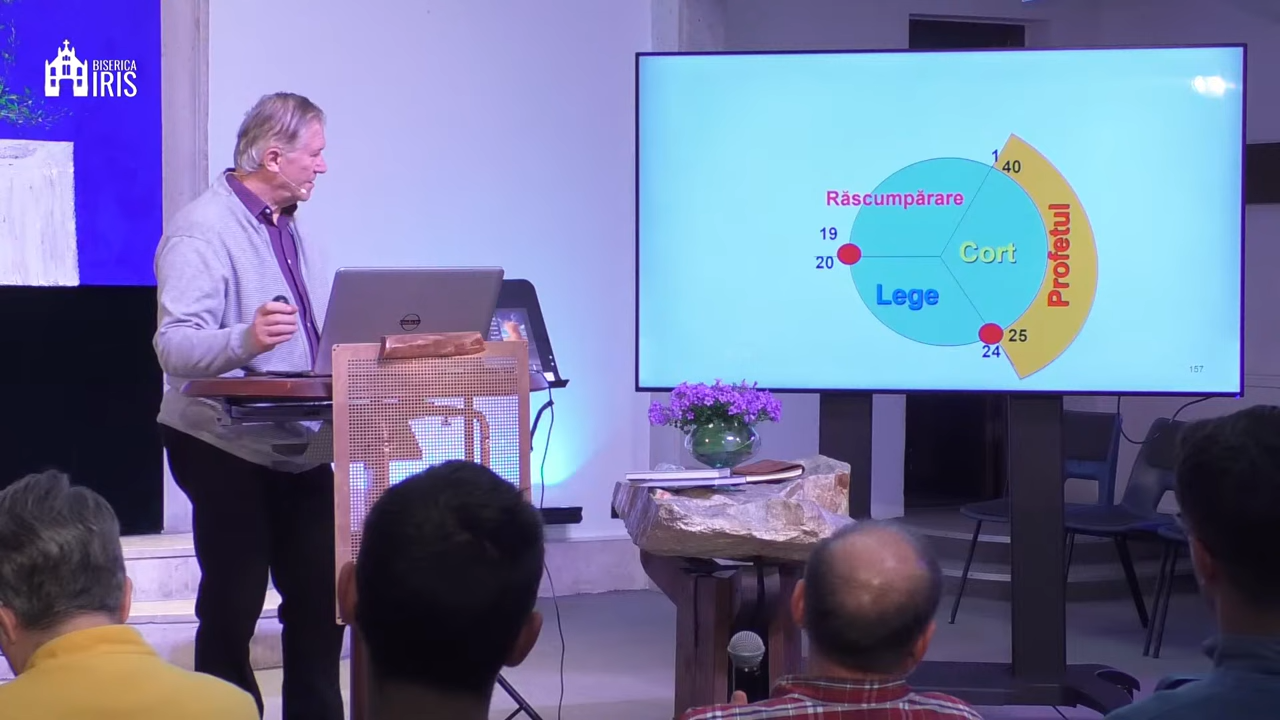 BISERICA
IRIS
1
40
Răscumpărare
19
20
Cort
Profetul
Lege
25
24
157